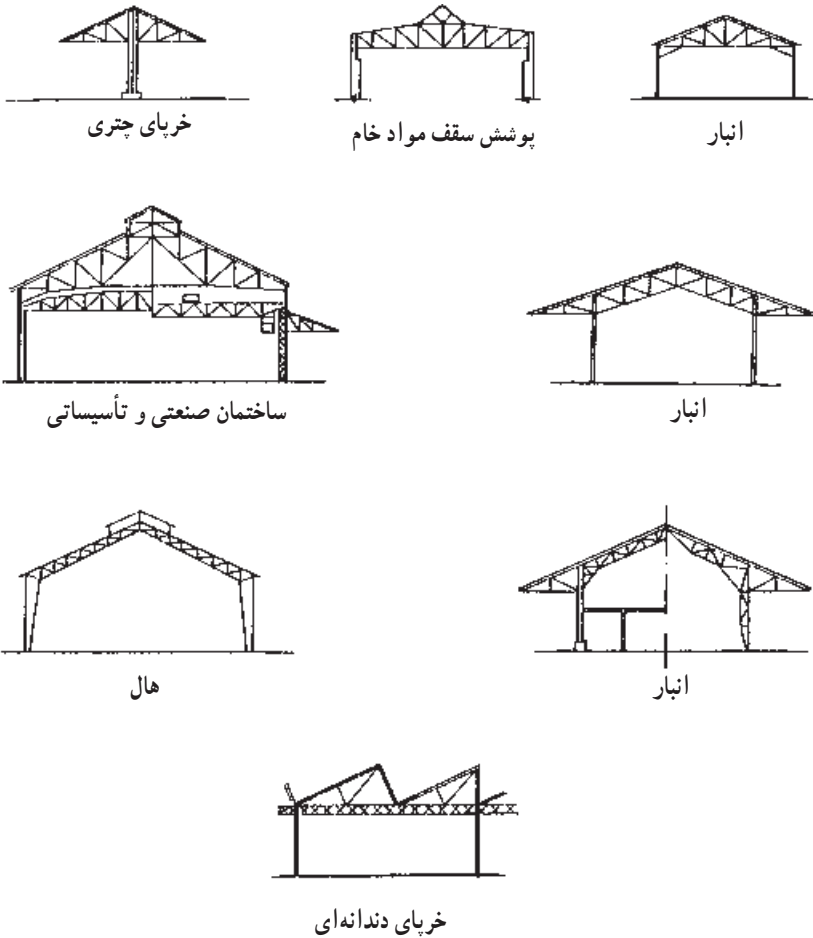 انبار
پوشش سقف مواد خام
خرپای چتری
انبار
ساختمان صنعتی و تأسیساتی
انبار
هال
خرپای دندانه‌ای